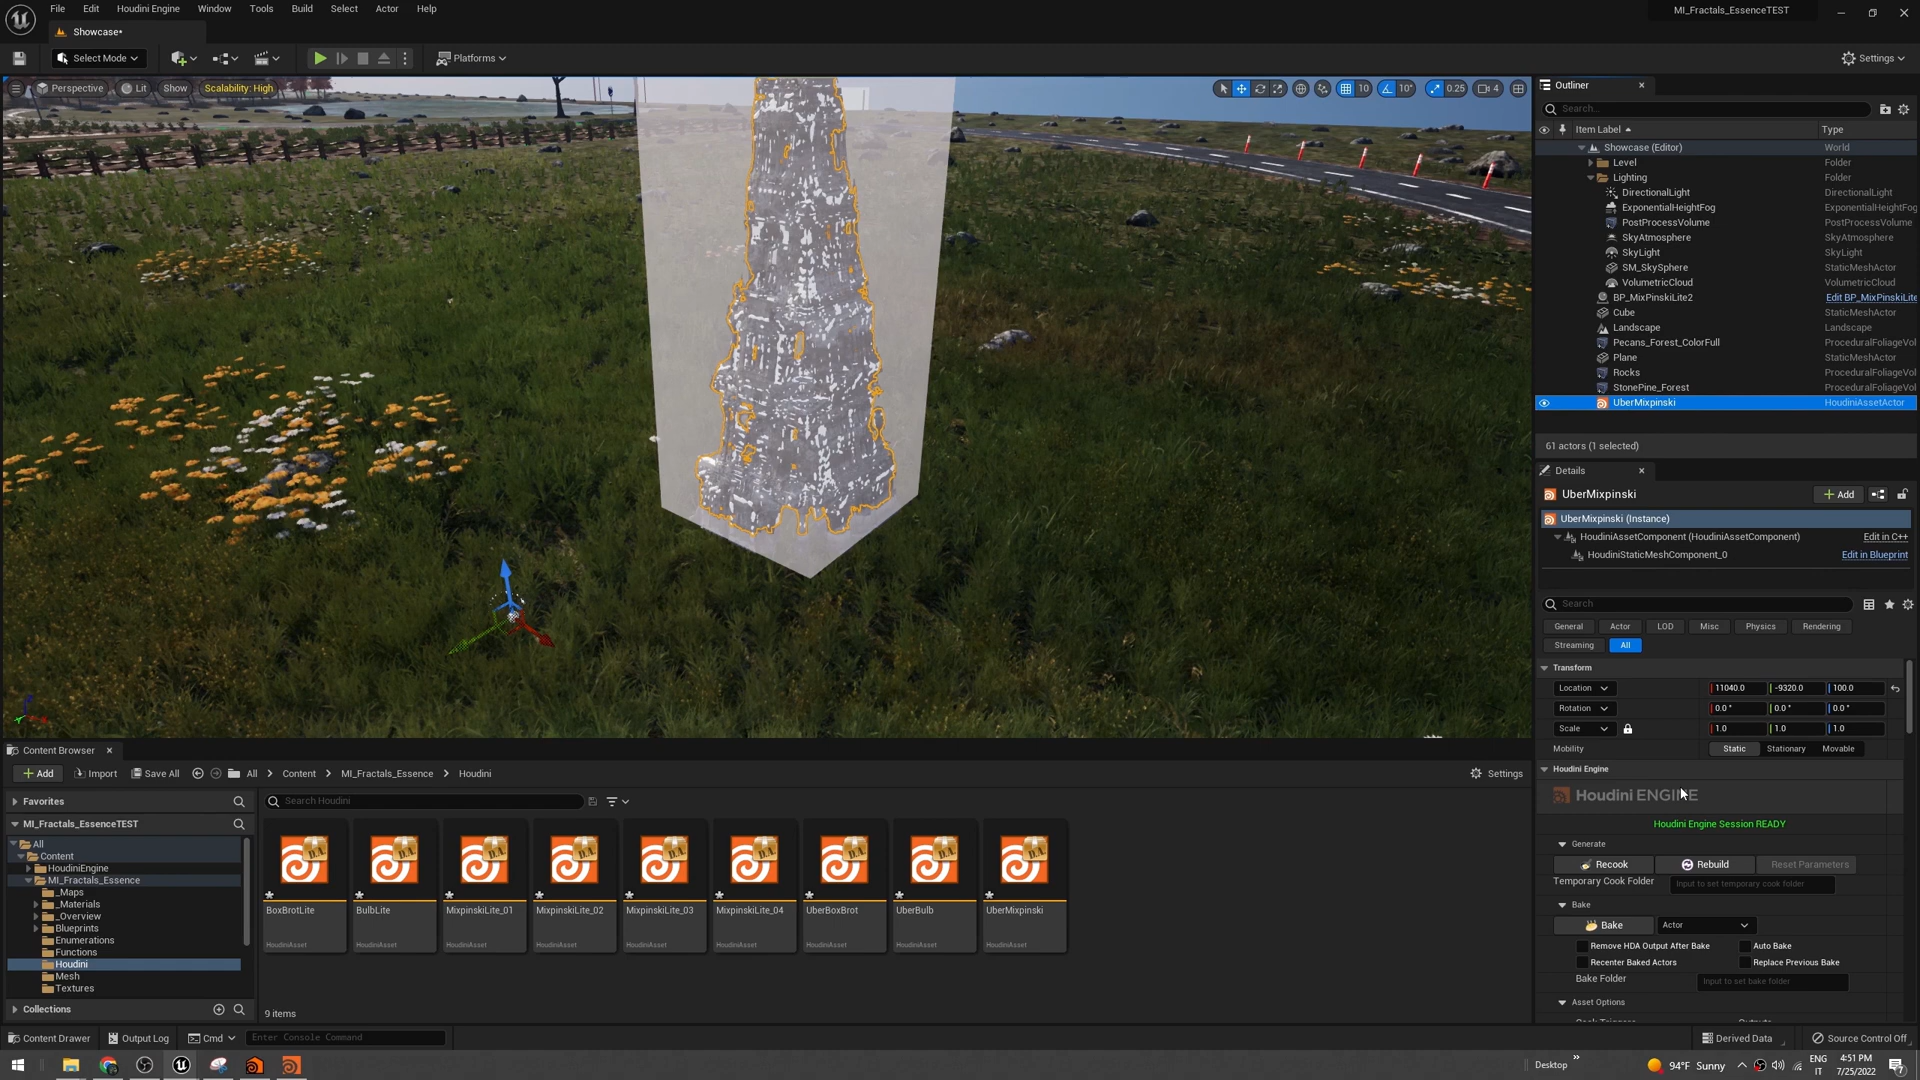 File Edit Houdini Engine Window Tools Build Select Actor Help
MI_Fractals_EssenceTEST
Showcase*
Select Mode
Platforms
Settings
Perspective Lit Show Scalability: High
10 10° 0.25 4
Outliner
Search...
Item Label Type
Showcase (Editor) World
Level Folder
Lighting Folder
DirectionalLight DirectionalLight
ExponentialHeightFog ExponentialHeightFog
PostProcessVolume PostProcessVolume
SkyAtmosphere SkyAtmosphere
SkyLight SkyLight
SM_SkySphere StaticMeshActor
VolumetricCloud VolumetricCloud
BP_MixPinskiLite2 Edit BP_MixPinskiLite
Cube StaticMeshActor
Landscape Landscape
Pecans_Forest_ColorFull ProceduralFoliageVol
Plane StaticMeshActor
Rocks ProceduralFoliageVol
StonePine_Forest ProceduralFoliageVol
UberMixpinski HoudiniAssetActor
61 actors (1 selected)
Details
UberMixpinski Add
UberMixpinski (Instance)
HoudiniAssetComponent (HoudiniAssetComponent) Edit in C++
HoudiniStaticMeshComponent_0 Edit in Blueprint
Search
General Actor LOD Misc Physics Rendering
Streaming All
Transform
Location 11040.0 -9320.0 100.0
Rotation 0.0 ° 0.0 ° 0.0 °
Scale 1.0 1.0 1.0
Mobility Static Stationary Movable
Houdini Engine
Houdini ENGINE
Houdini Engine Session READY
Generate
Recook Rebuild Reset Parameters
Temporary Cook Folder Input to set temporary cook folder
Bake
Bake Actor
Remove HDA Output After Bake Auto Bake
Recenter Baked Actors Replace Previous Bake
Bake Folder Input to set bake folder
Asset Options
Content Browser
Add Import Save All All Content MI_Fractals_Essence Houdini Settings
Favorites
MI_Fractals_EssenceTEST
All
Content
HoudiniEngine
MI_Fractals_Essence
_Maps
_Materials
_Overview
Blueprints
Enumerations
Functions
Houdini
Mesh
Textures
Collections
Search Houdini
D.A. D.A. D.A. D.A. D.A. D.A. D.A. D.A. D.A.
BoxBrotLite BulbLite MixpinskiLite_01 MixpinskiLite_02 MixpinskiLite_03 MixpinskiLite_04 UberBoxBrot UberBulb UberMixpinski
HoudiniAsset HoudiniAsset HoudiniAsset HoudiniAsset HoudiniAsset HoudiniAsset HoudiniAsset HoudiniAsset HoudiniAsset
9 items
Content Drawer Output Log Cmd Enter Console Command Derived Data Source Control Off
Desktop 94°F Sunny ENG IT 4:51 PM 7/25/2022